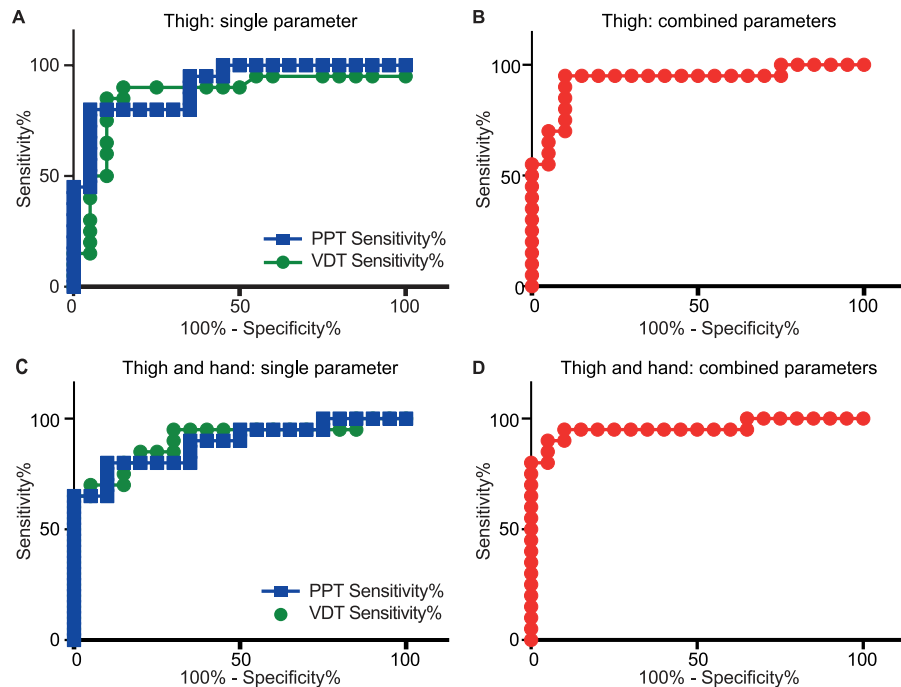 A
Thigh: single parameter
100
50
0
Sensitivity%
PPT Sensitivity%
VDT Sensitivity%
0
50
100
100% - Specificity%
B
Thigh: combined parameters
100
50
0
Sensitivity%
0
50
100
100% - Specificity%
C
Thigh and hand: single parameter
100
50
0
Sensitivity%
PPT Sensitivity%
VDT Sensitivity%
0
50
100
100% - Specificity%
D
Thigh and hand: combined parameters
100
50
0
Sensitivity%
0
50
100
100% - Specificity%